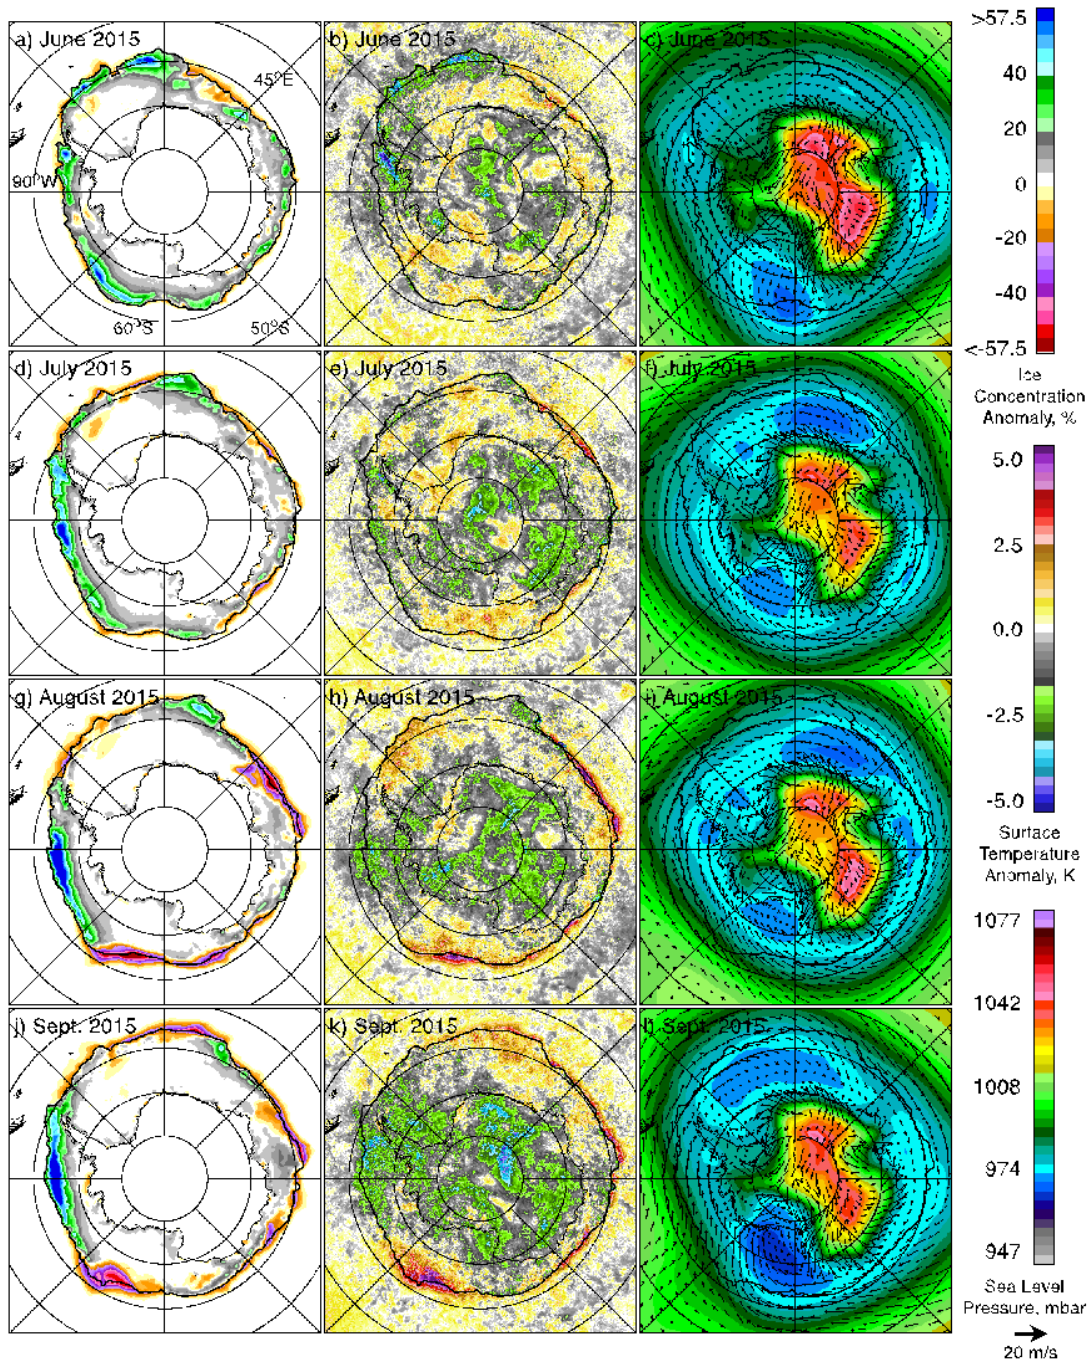 a) June 2015
b) June 2015
c) June 2015
45°E
90°W
60°S
50°S
>57.5
40
20
0
-20
-40
<-57.5
Ice
Concentration
Anomaly, %
d) July 2015
e) July 2015
f) July 2015
5.0
2.5
0.0
-2.5
-5.0
Surface
Temperature
Anomaly, K
g) August 2015
h) August 2015
i) August 2015
1077
1042
1008
974
947
Sea Level
Pressure, mbar
20 m/s
j) Sept. 2015
k) Sept. 2015
l) Sept. 2015